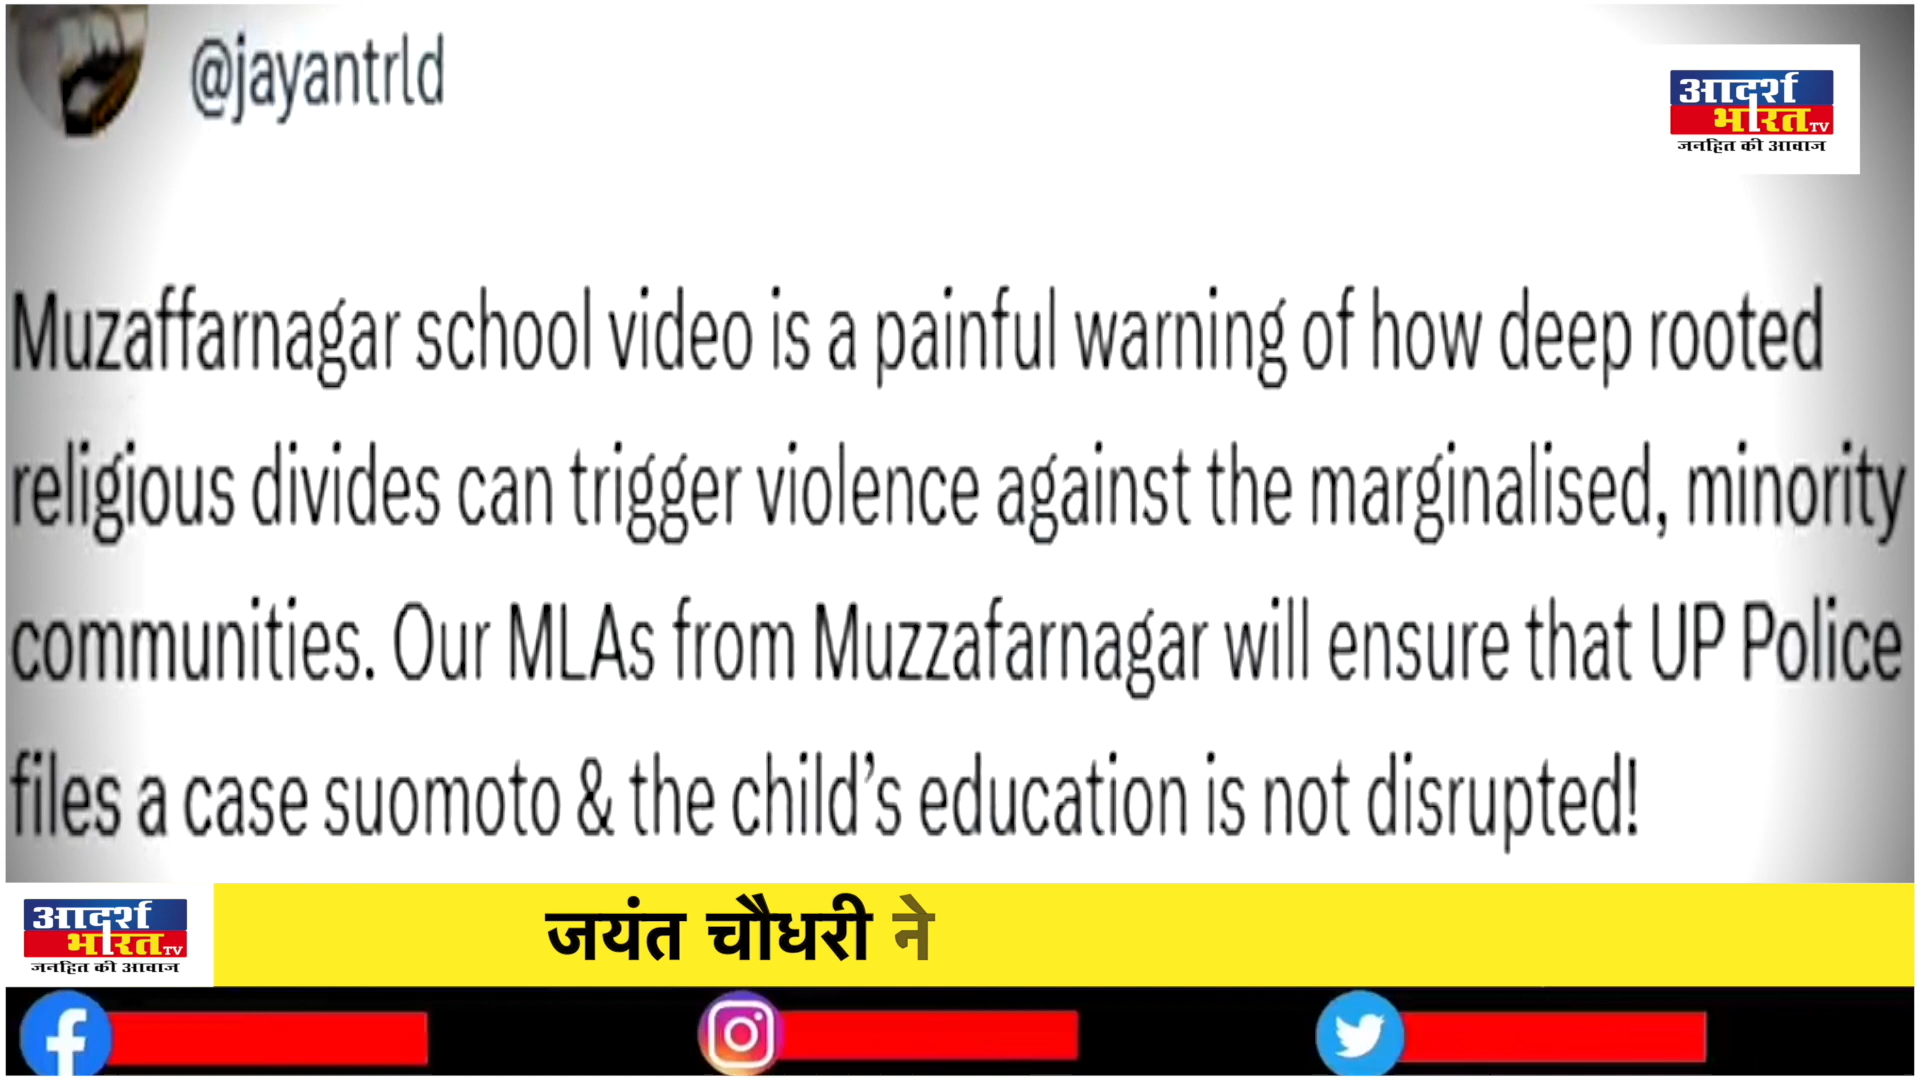 @jayantrld
आदर्श
भारत TV
जनहित की आवाज
Muzaffarnagar school video is a painful warning of how deep rooted
religious divides can trigger violence against the marginalised, minority
communities. Our MLAs from Muzzafarnagar will ensure that UP Police
files a case suomoto & the child’s education is not disrupted!
आदर्श
भारत TV
जनहित की आवाज
जयंत चौधरी ने